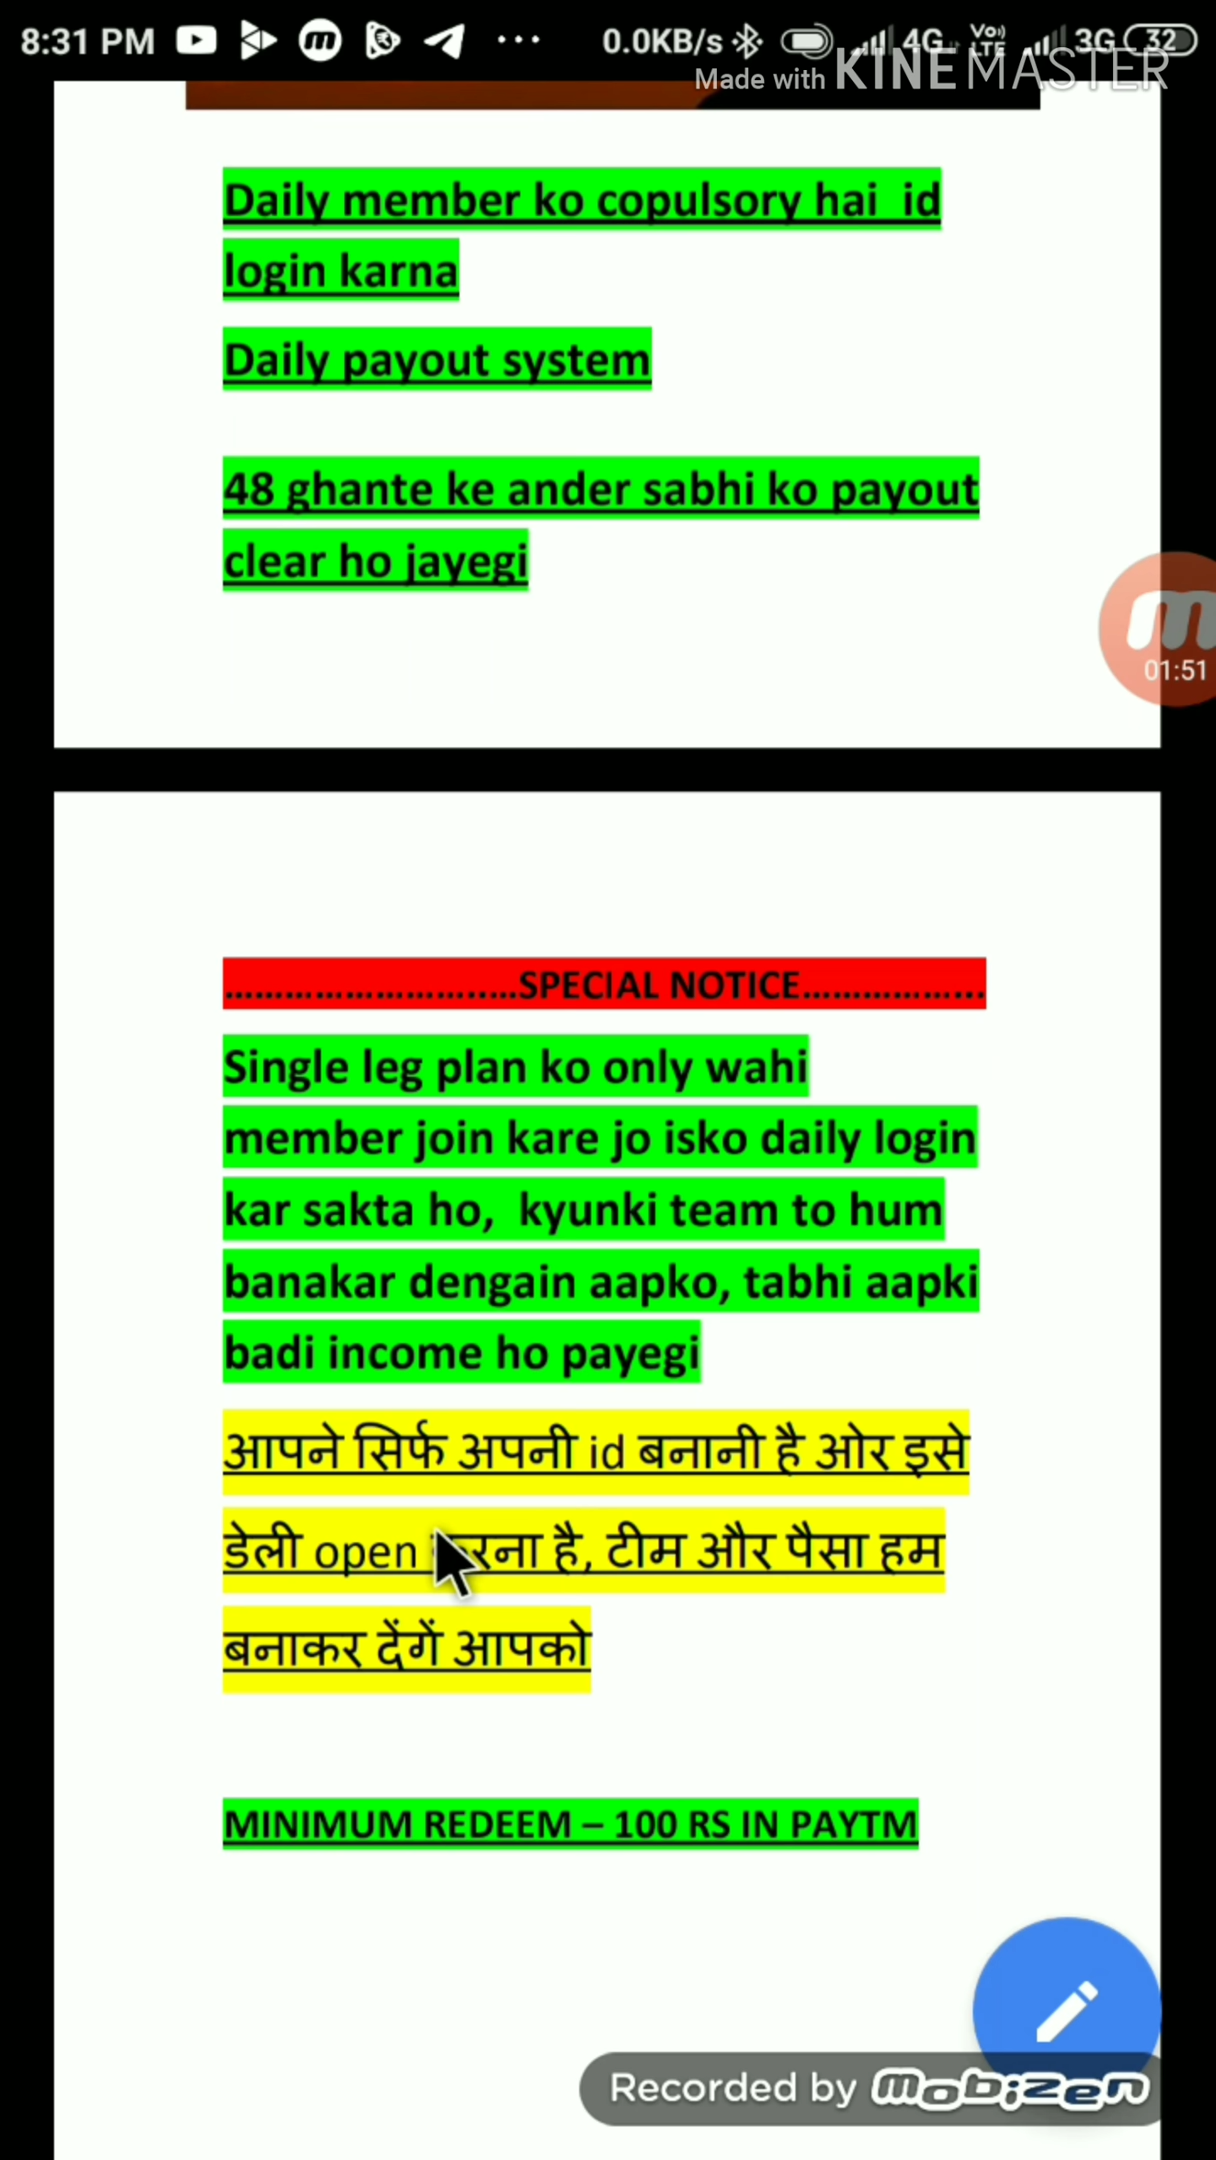 8:31 PM
0.0KB/s 4G Vo) LTE 3G 32
Made with KINEMASTER
Daily member ko copulsory hai id
login karna
Daily payout system
48 ghante ke ander sabhi ko payout
clear ho jayegi
01:51
...........................SPECIAL NOTICE..................
Single leg plan ko only wahi
member join kare jo isko daily login
kar sakta ho, kyunki team to hum
banakar dengain aapko, tabhi aapki
badi income ho payegi
आपने सिर्फ अपनी id बनानी है ओर इसे
डेली open है, टीम और पैसा हम
बनाकर देंगें आपको
MINIMUM REDEEM – 100 RS IN PAYTM
Recorded by mobizen